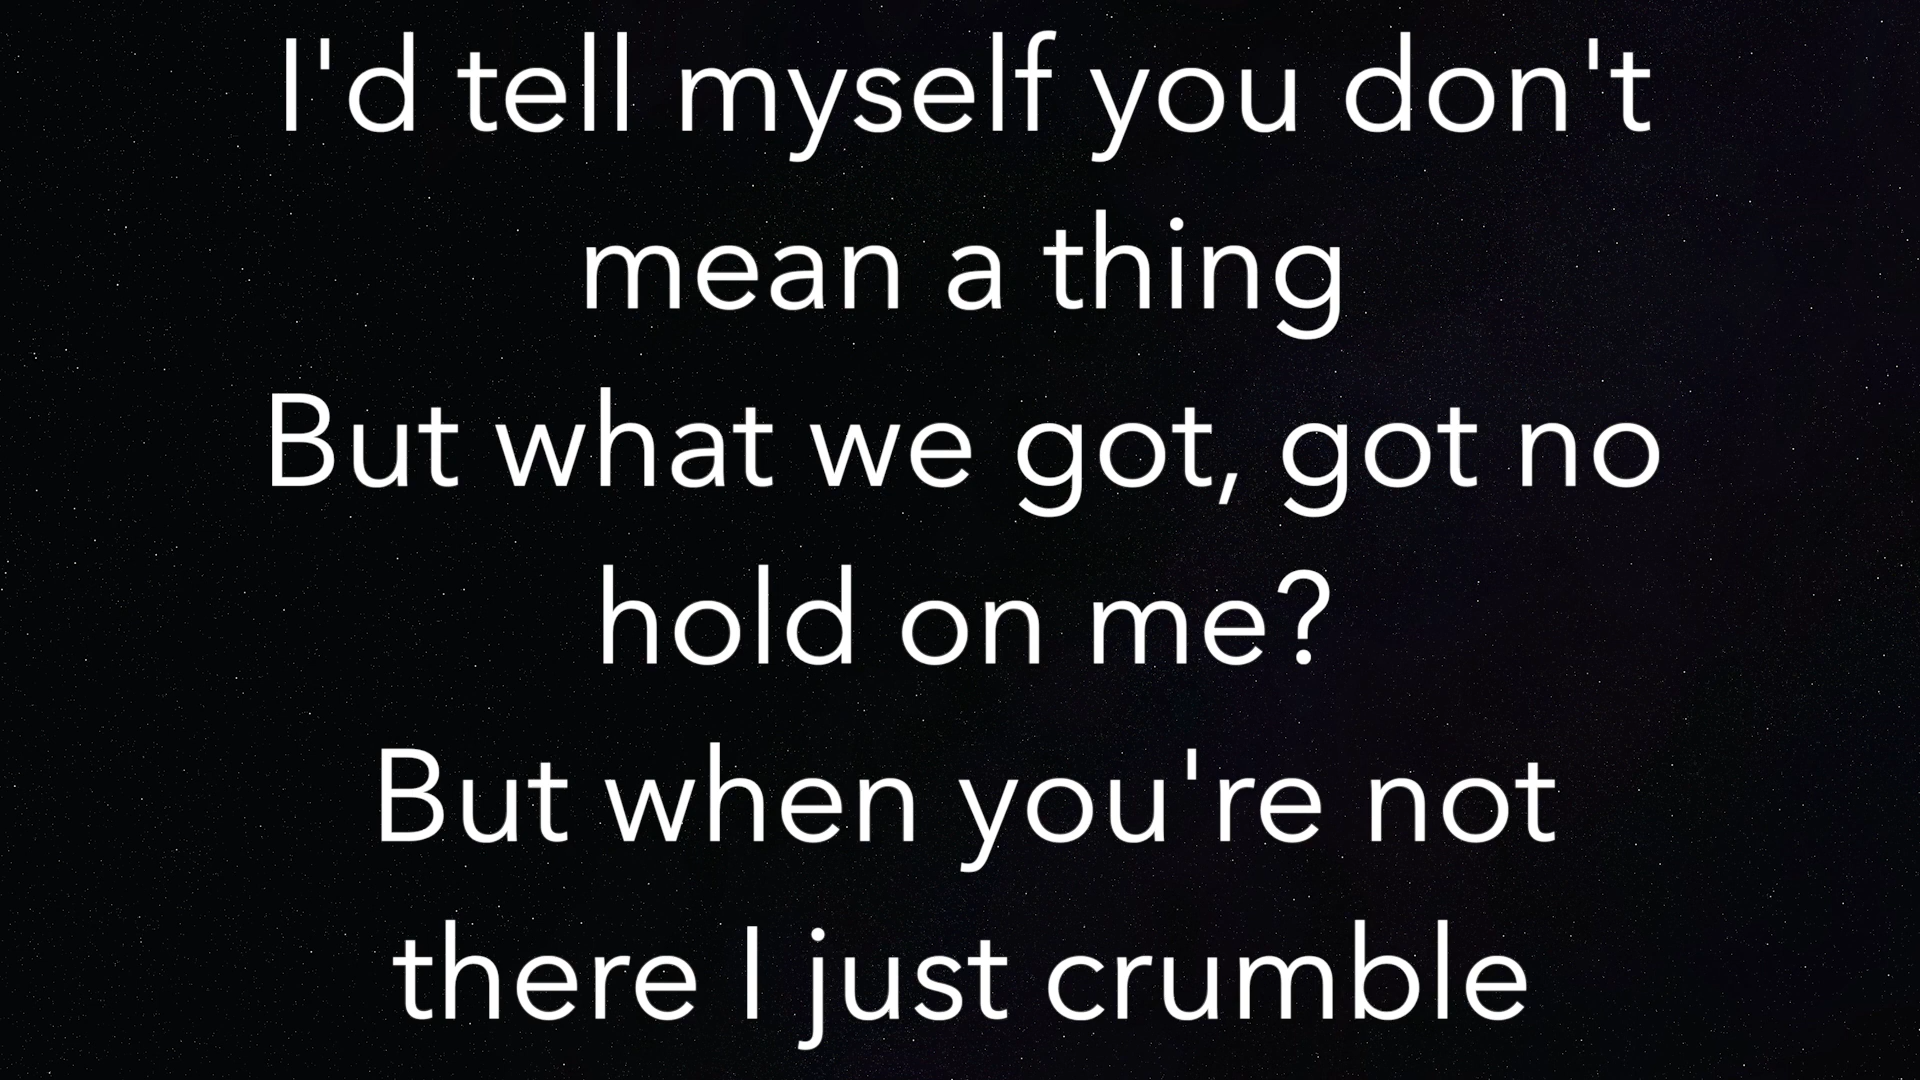 I'd tell myself you don't
mean a thing
But what we got, got no
hold on me?
But when you're not
there I just crumble